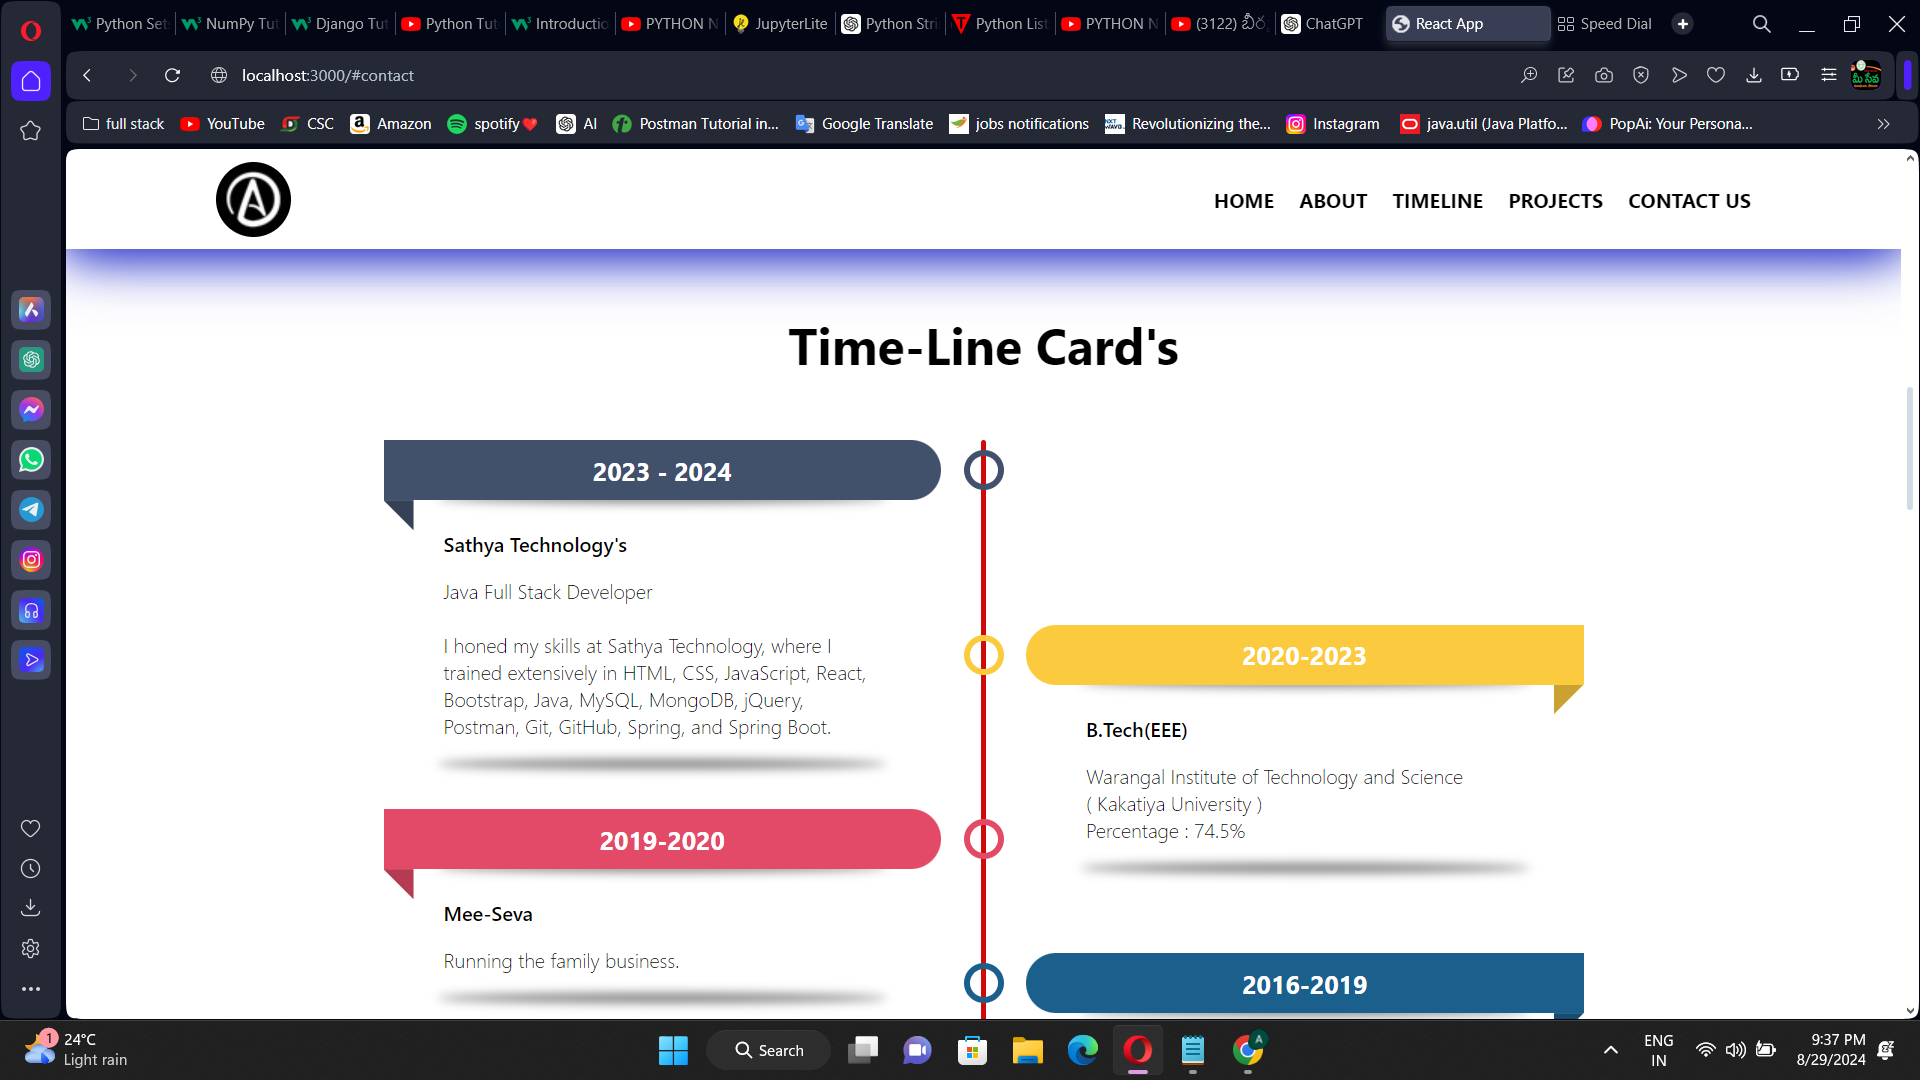 Python Set
NumPy Tut
Django Tut
Python Tut
Introductio
PYTHON N
JupyterLite
Python Stri
Python List
PYTHON N
(3122)
ChatGPT
React App
Speed Dial
localhost:3000/#contact
full stack
YouTube
CSC
Amazon
spotify❤️
AI
Postman Tutorial in...
Google Translate
jobs notifications
Revolutionizing the...
Instagram
java.util (Java Platfo...
PopAi: Your Persona...
HOME
ABOUT
TIMELINE
PROJECTS
CONTACT US
Time-Line Card's
2023 - 2024
Sathya Technology's
Java Full Stack Developer
I honed my skills at Sathya Technology, where I
trained extensively in HTML, CSS, JavaScript, React,
Bootstrap, Java, MySQL, MongoDB, jQuery,
Postman, Git, GitHub, Spring, and Spring Boot.
2020-2023
B.Tech(EEE)
Warangal Institute of Technology and Science
( Kakatiya University )
Percentage : 74.5%
2019-2020
Mee-Seva
Running the family business.
2016-2019
1
24°C
Light rain
Search
A
ENG
IN
9:37 PM
8/29/2024